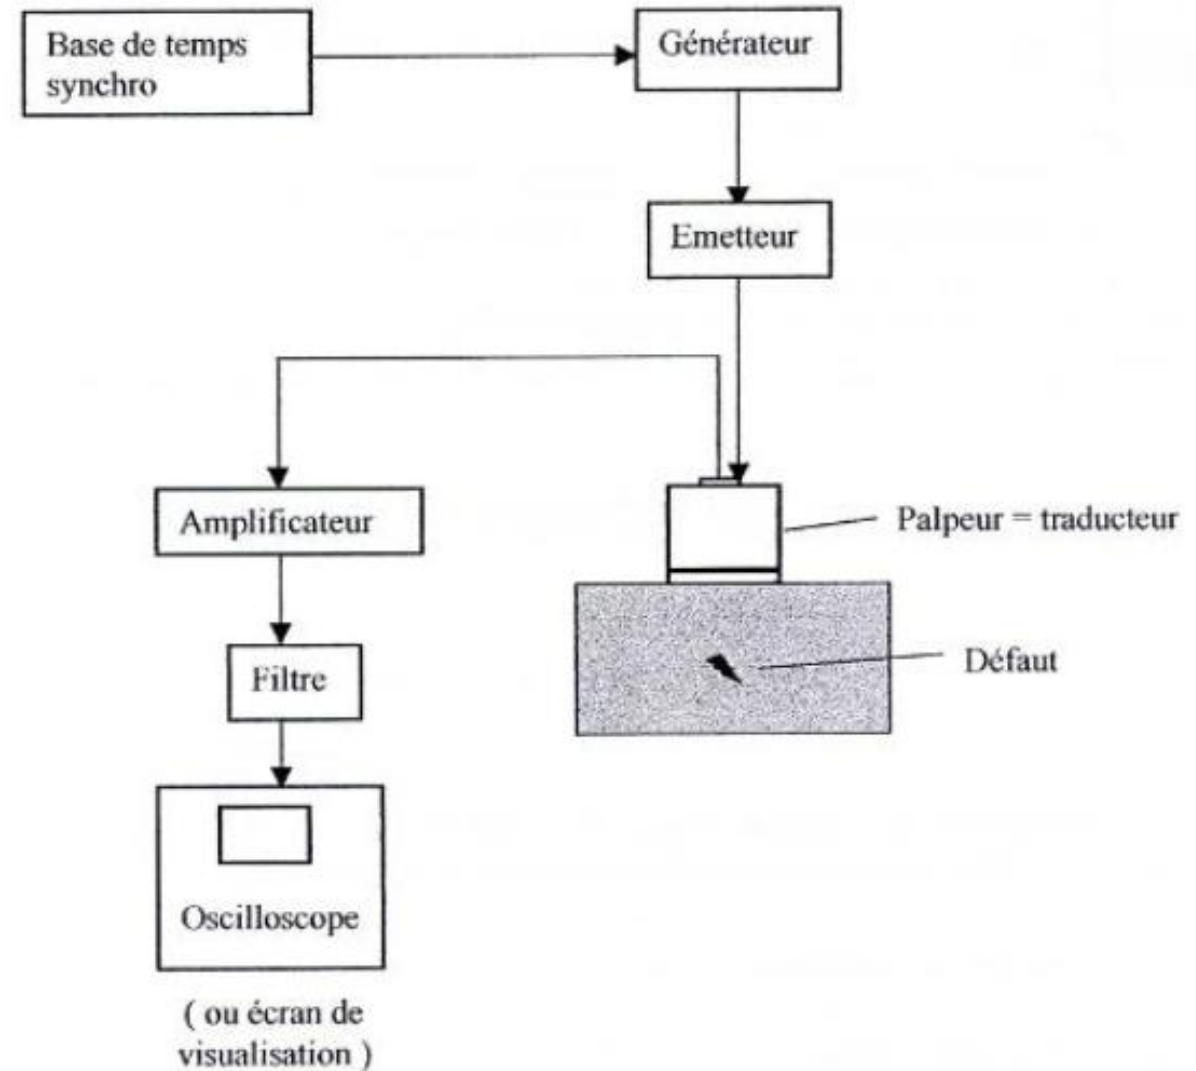 Base de temps
synchro
Générateur
Emetteur
Amplificateur
Palpeur = traducteur
Défaut
Filtre
Oscilloscope
( ou écran de
visualisation )